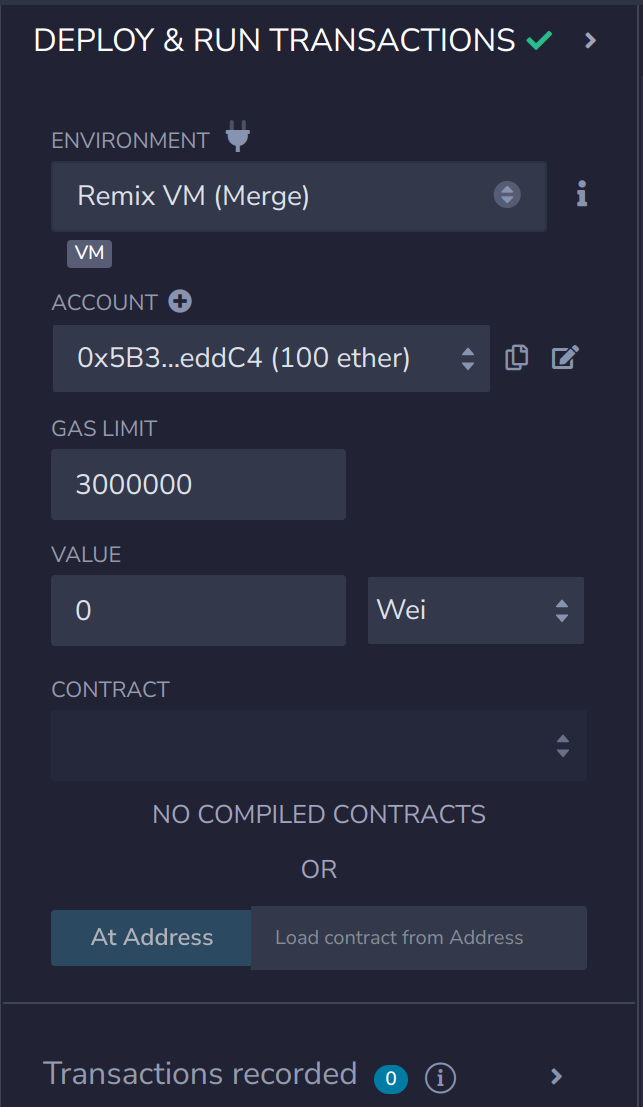 DEPLOY & RUN TRANSACTIONS
ENVIRONMENT
Remix VM (Merge)
VM
ACCOUNT
0x5B3...eddC4 (100 ether)
GAS LIMIT
3000000
VALUE
0 Wei
CONTRACT
NO COMPILED CONTRACTS
OR
At Address Load contract from Address
Transactions recorded 0